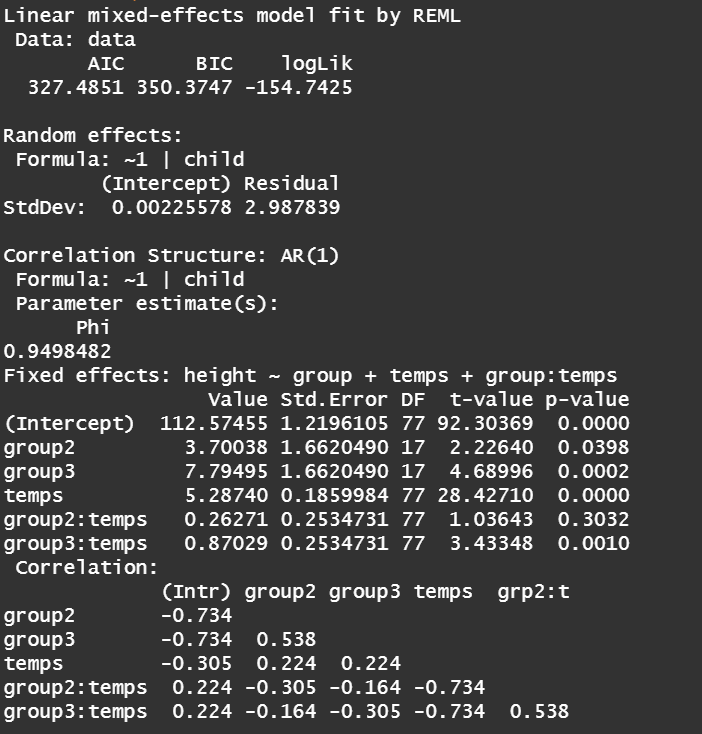 Linear mixed-effects model fit by REML
 Data: data
       AIC      BIC    logLik
  327.4851 350.3747 -154.7425

Random effects:
 Formula: ~1 | child
        (Intercept) Residual
StdDev:  0.00225578 2.987839

Correlation Structure: AR(1)
 Formula: ~1 | child
 Parameter estimate(s):
      Phi
0.9498482
Fixed effects: height ~ group + temps + group:temps
                 Value Std.Error DF  t-value p-value
(Intercept)  112.57455 1.2196105 77 92.30369  0.0000
group2         3.70038 1.6620490 17  2.22640  0.0398
group3         7.79495 1.6620490 17  4.68996  0.0002
temps          5.28740 0.1859984 77 28.42710  0.0000
group2:temps   0.26271 0.2534731 77  1.03643  0.3032
group3:temps   0.87029 0.2534731 77  3.43348  0.0010
 Correlation:
             (Intr) group2 group3 temps  grp2:t
group2       -0.734
group3       -0.734  0.538
temps        -0.305  0.224  0.224
group2:temps  0.224 -0.305 -0.164 -0.734
group3:temps  0.224 -0.164 -0.305 -0.734  0.538